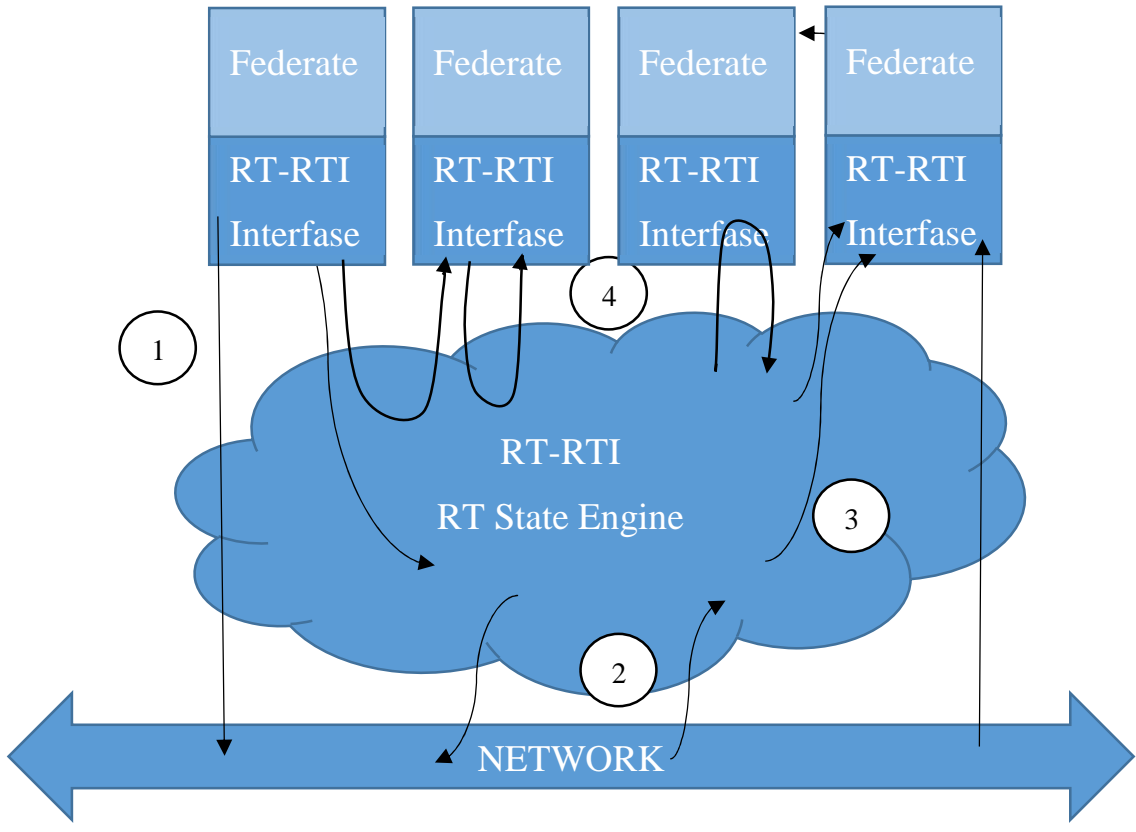 Federate
Federate
Federate
Federate
RT-RTI
Interfase
RT-RTI
Interfase
RT-RTI
Interfase
RT-RTI
Interfase
1
4
RT-RTI
RT State Engine
3
2
NETWORK